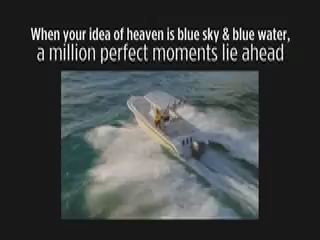 When your idea of heaven is blue sky & blue water,
a million perfect moments lie ahead